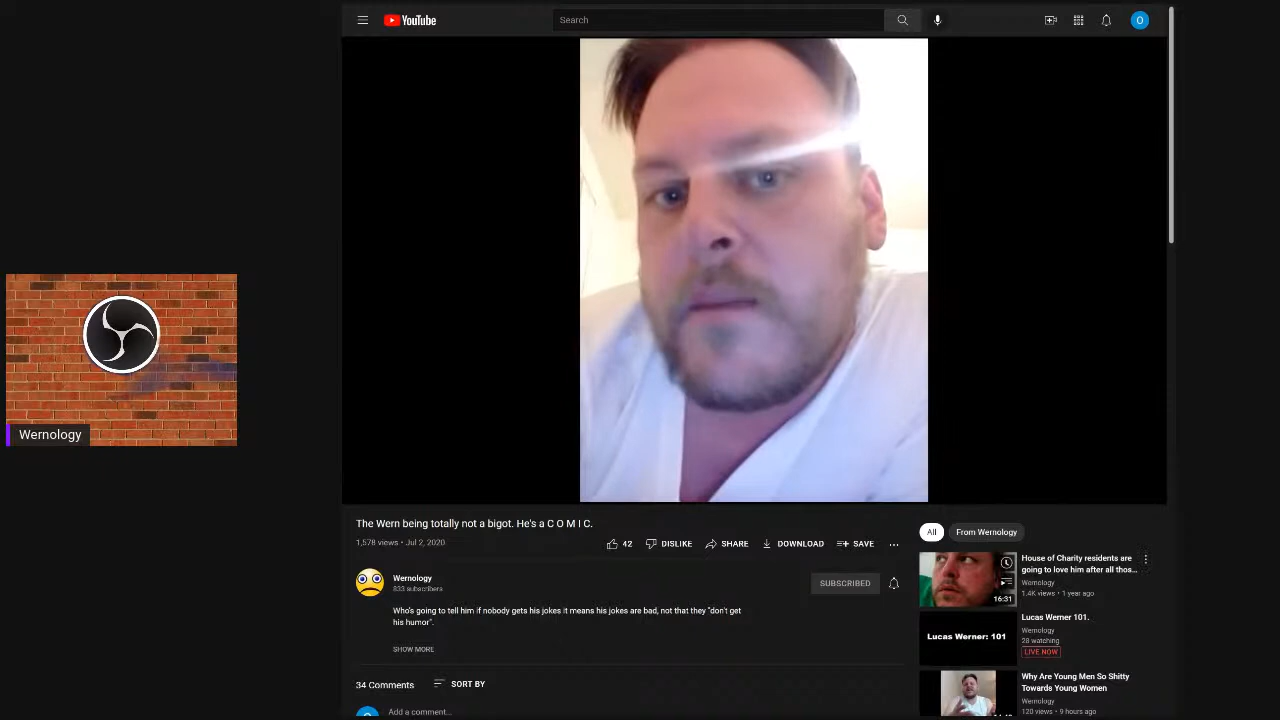 YouTube
Search
O
Wernology
The Wern being totally not a bigot. He's a C O M I C.
1,578 views • Jul 2, 2020
42
DISLIKE
SHARE
DOWNLOAD
SAVE
Wernology
833 subscribers
SUBSCRIBED
Who's going to tell him if nobody gets his jokes it means his jokes are bad, not that they "don't get
his humor".
SHOW MORE
34 Comments
SORT BY
Add a comment...
All
From Wernology
16:31
House of Charity residents are
going to love him after all thos...
Wernology
1.4K views • 1 year ago
Lucas Werner: 101
Lucas Werner 101.
Wernology
28 watching
LIVE NOW
Why Are Young Men So Shitty
Towards Young Women
Wernology
120 views • 9 hours ago